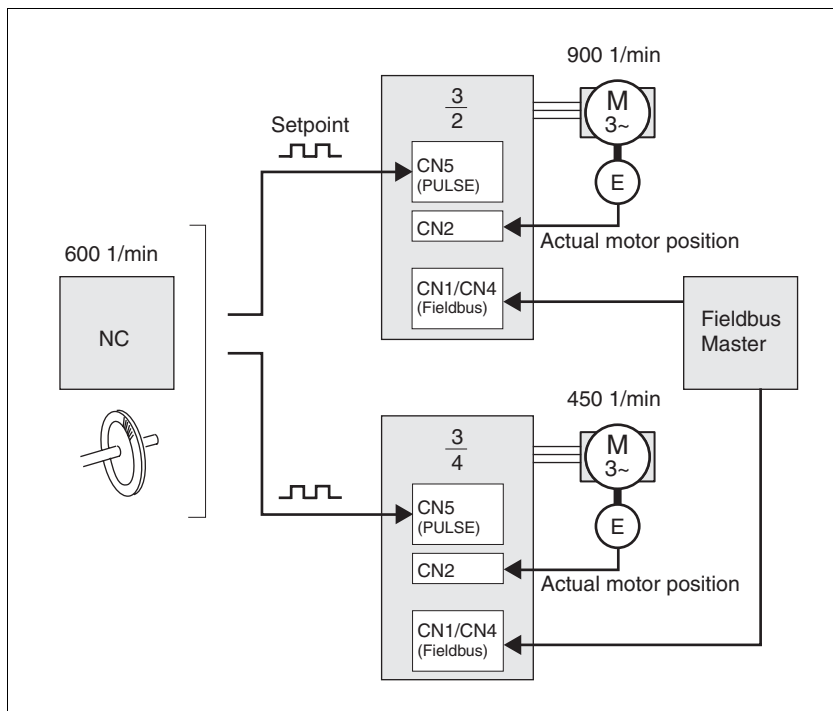 600 1/min
NC
Setpoint
900 1/min
3
2
CN5
(PULSE)
CN2
CN1/CN4
(Fieldbus)
M
3~
E
Actual motor position
Fieldbus
Master
450 1/min
3
4
CN5
(PULSE)
CN2
CN1/CN4
(Fieldbus)
M
3~
E
Actual motor position